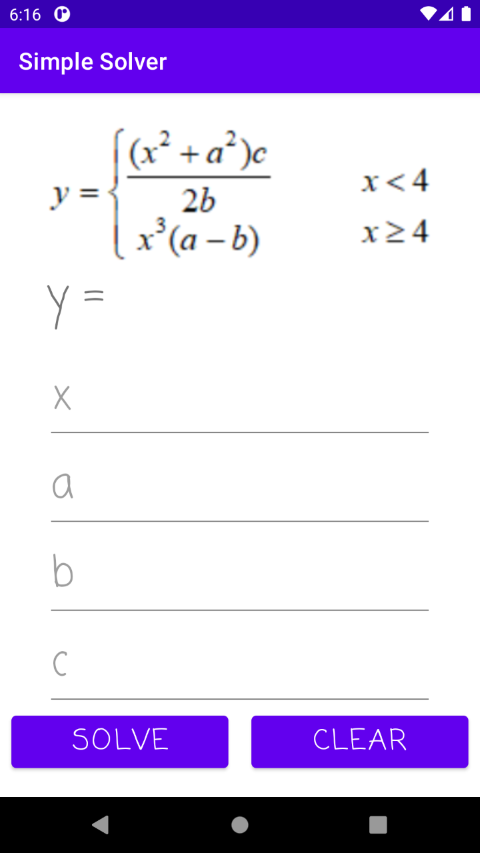 6:16
Simple Solver
y = { (x² + a²)c / 2b    x < 4
x³(a − b)    x ≥ 4
y =
x
a
b
c
SOLVE CLEAR